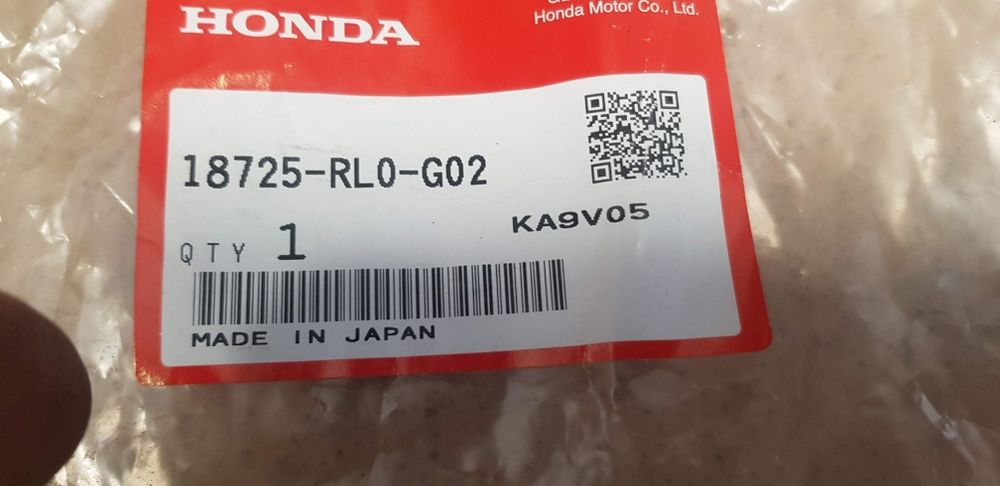 HONDA
Honda Motor Co., Ltd.
18725-RL0-G02
KA9V05
QTY 1
MADE IN JAPAN